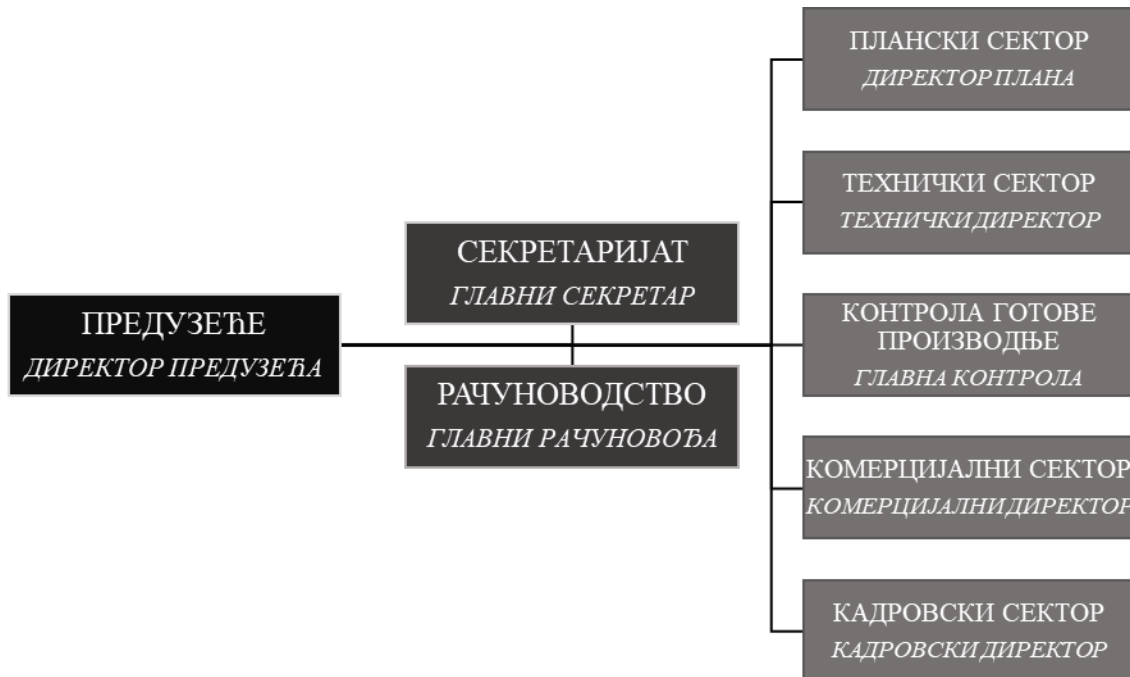 ПРЕДУЗЕЋЕ
ДИРЕКТОР ПРЕДУЗЕЋА
СЕКРЕТАРИЈАТ
ГЛАВНИ СЕКРЕТАР
РАЧУНОВОДСТВО
ГЛАВНИ РАЧУНОВОЂА
ПЛАНСКИ СЕКТОР
ДИРЕКТОР ПЛАНА
ТЕХНИЧКИ СЕКТОР
ТЕХНИЧКИ ДИРЕКТОР
КОНТРОЛА ГОТОВЕ
ПРОИЗВОДЊЕ
ГЛАВНА КОНТРОЛА
КОМЕРЦИЈАЛНИ СЕКТОР
КОМЕРЦИЈАЛНИ ДИРЕКТОР
КАДРОВСКИ СЕКТОР
КАДРОВСКИ ДИРЕКТОР